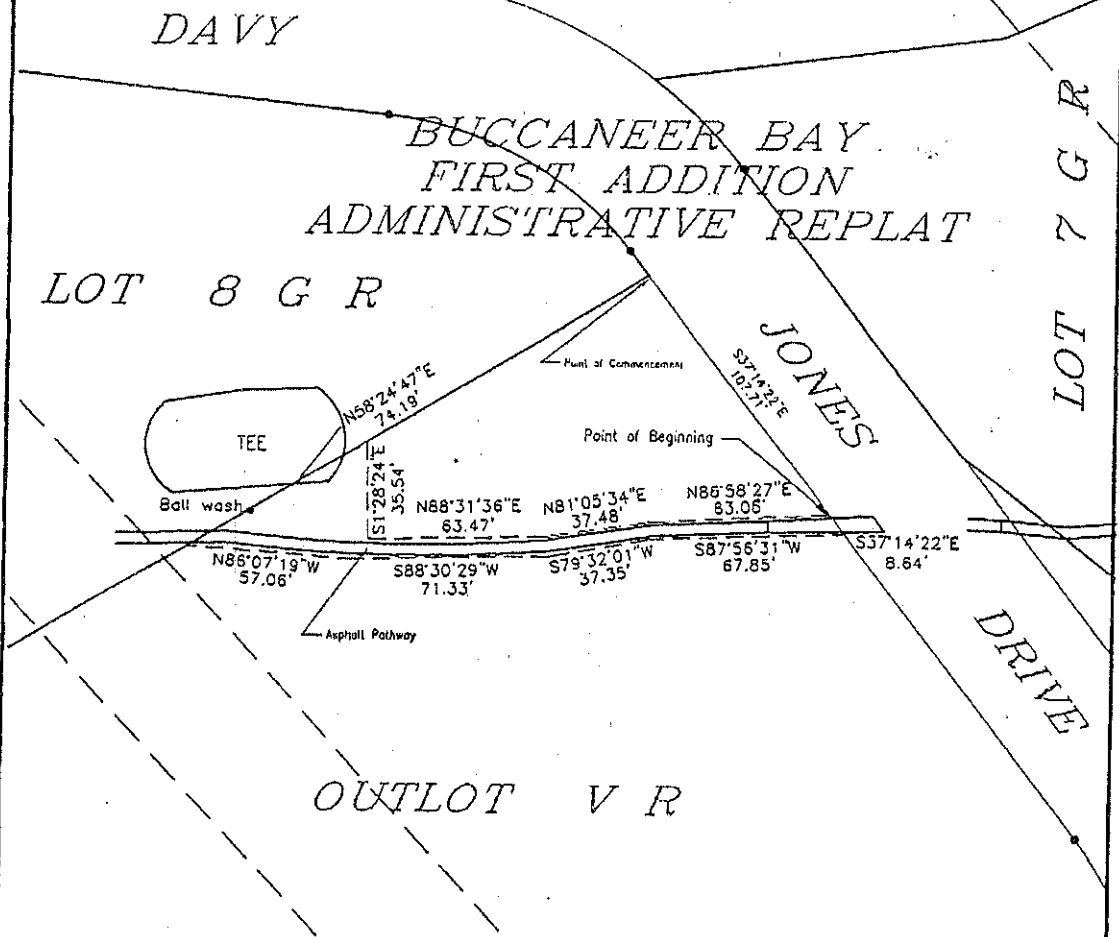 DAVY
BUCCANEER BAY
FIRST ADDITION
ADMINISTRATIVE REPLAT
LOT 7 G R
LOT 8 G R
JONES
Point of Commencement
S37°14'22"E
107.71'
N58°24'47"E
74.19'
TEE
Point of Beginning
S1°28'24"E
35.54'
N88°31'36"E
63.47'
N81°05'34"E
37.48'
N86°58'27"E
63.06'
Ball wash
N86°07'19"W
57.06'
S88°30'29"W
71.33'
S79°32'01"W
37.35'
S87°56'31"W
67.85'
S37°14'22"E
8.64'
Asphalt Pathway
DRIVE
OUTLOT V R